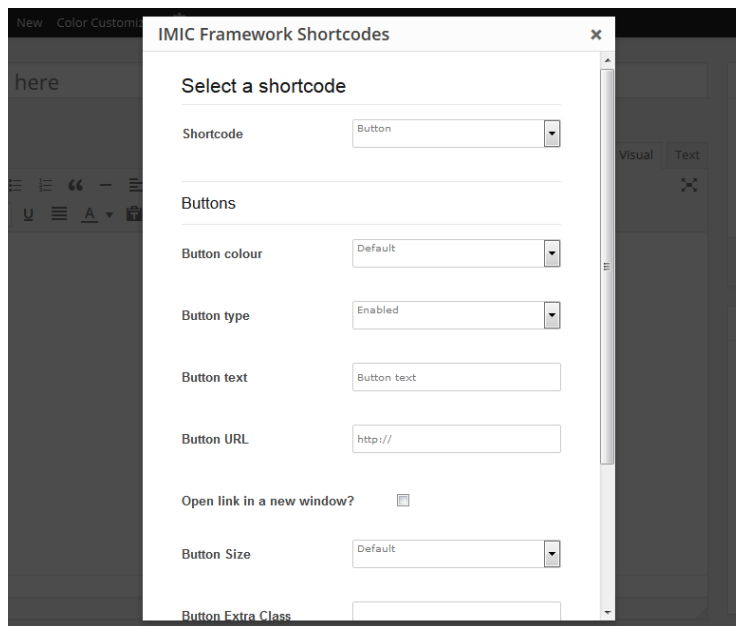 New Color Customiz
IMIC Framework Shortcodes
here
Select a shortcode
Shortcode
Button
Visual Text
Buttons
Button colour
Default
Button type
Enabled
Button text
Button text
Button URL
http://
Open link in a new window?
Button Size
Default
Button Extra Class